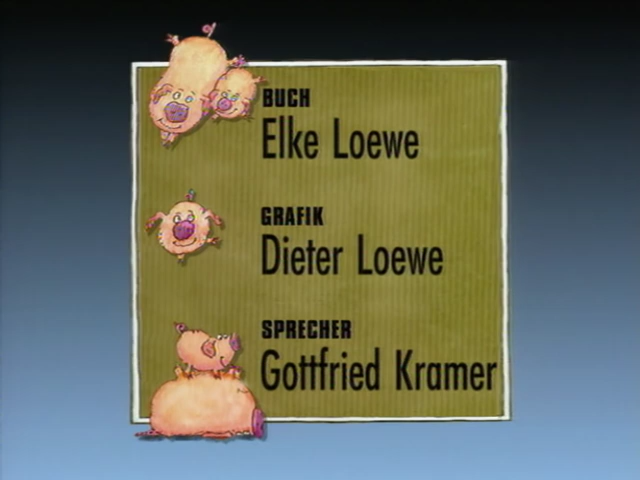 BUCH
Elke Loewe
GRAFIK
Dieter Loewe
SPRECHER
Gottfried Kramer